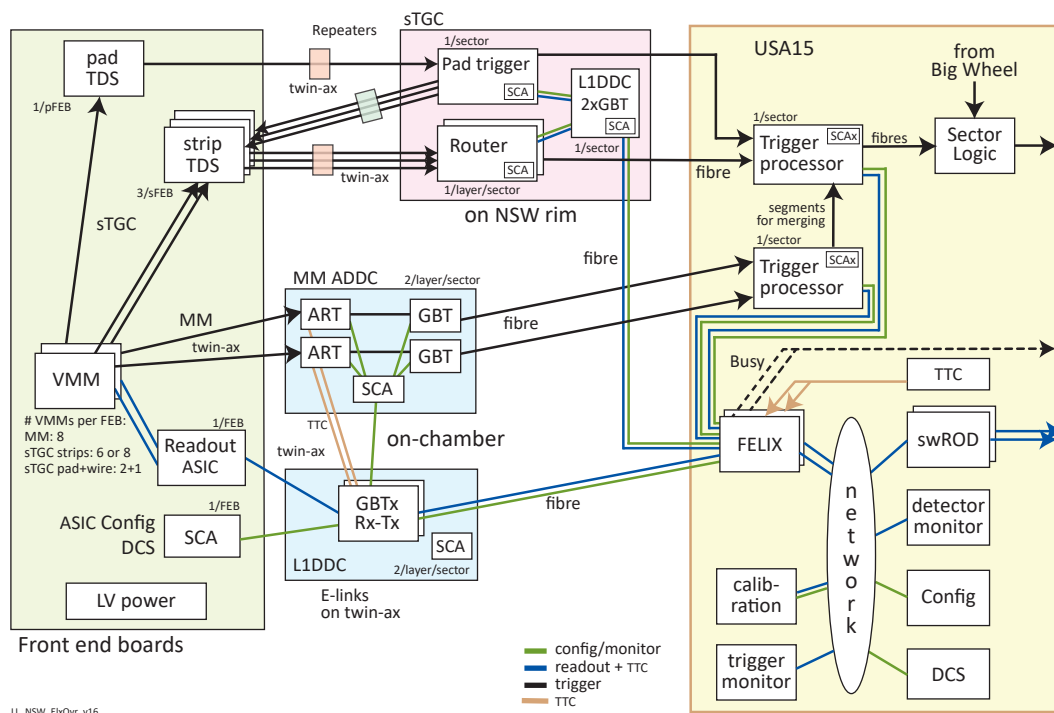 sTGC
USA15
Repeaters
1/sector
pad
TDS
Pad trigger
SCA
twin-ax
1/pFEB
L1DDC
2xGBT
SCA
1/sector
from
Big Wheel
1/sector
Trigger
processor
SCAx
fibres
Sector
Logic
strip
TDS
3/sFEB
twin-ax
Router
SCA
1/layer/sector
fibre
on NSW rim
sTGC
segments
for merging
1/sector
Trigger
processor
SCAx
fibre
MM ADDC
2/layer/sector
MM
twin-ax
ART
GBT
ART
GBT
SCA
fibre
VMM
# VMMs per FEB:
MM: 8
sTGC strips: 6 or 8
sTGC pad+wire: 2+1
Busy
TTC
TTC
on-chamber
twin-ax
1/FEB
Readout
ASIC
FELIX
swROD
GBTx
Rx-Tx
fibre
1/FEB
ASIC Config
DCS
SCA
SCA
L1DDC
2/layer/sector
network
detector
monitor
calib-
ration
Config
LV power
E-links
on twin-ax
Front end boards
trigger
monitor
DCS
config/monitor
readout + TTC
trigger
TTC